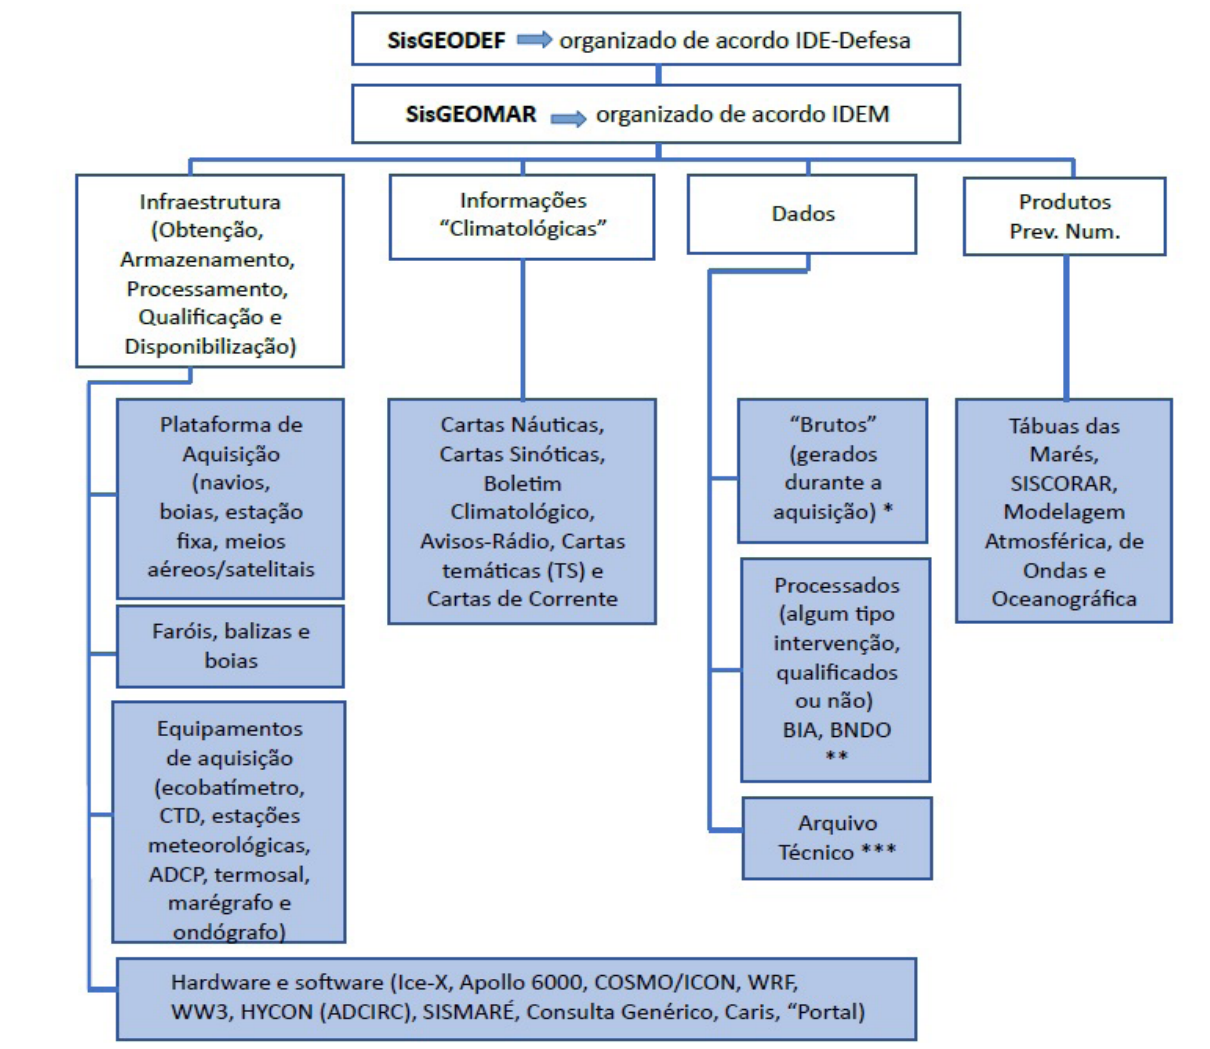 SisGEODEF organizado de acordo IDE-Defesa
SisGEOMAR organizado de acordo IDEM
Infraestrutura
(Obtenção,
Armazenamento,
Processamento,
Qualificação e
Disponibilização)
Informações
“Climatológicas”
Dados
Produtos
Prev. Num.
Plataforma de
Aquisição
(navios,
boias, estação
fixa, meios
aéreos/satelitais
Faróis, balizas e
boias
Equipamentos
de aquisição
(ecobatímetro,
CTD, estações
meteorológicas,
ADCP, termosal,
marégrafo e
ondógrafo)
Hardware e software (Ice-X, Apollo 6000, COSMO/ICON, WRF,
WW3, HYCON (ADCIRC), SISMARÉ, Consulta Genérico, Caris, “Portal)
Cartas Náuticas,
Cartas Sinóticas,
Boletim
Climatológico,
Avisos-Rádio, Cartas
temáticas (TS) e
Cartas de Corrente
“Brutos”
(gerados
durante a
aquisição) *
Processados
(algum tipo
intervenção,
qualificados
ou não)
BIA, BNDO
**
Arquivo
Técnico ***
Tábuas das
Marés,
SISCORAR,
Modelagem
Atmosférica, de
Ondas e
Oceanográfica